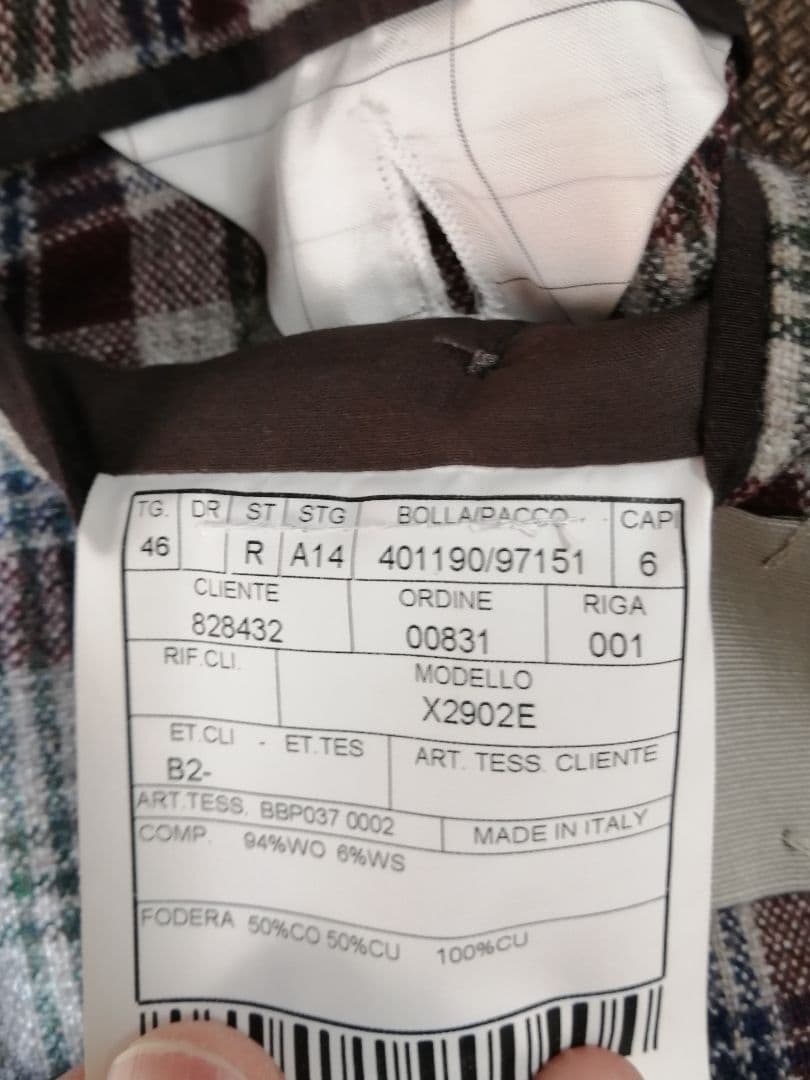 TG. DR ST STG BOLLA/PACCO CAPI
46 R A14 401190/97151 6
CLIENTE ORDINE RIGA
828432 00831 001
RIF.CLI. MODELLO
X2902E
ET.CLI - ET.TES ART. TESS. CLIENTE
B2-
ART.TESS. BBP037 0002 MADE IN ITALY
COMP. 94%WO 6%WS
FODERA 50%CO 50%CU 100%CU